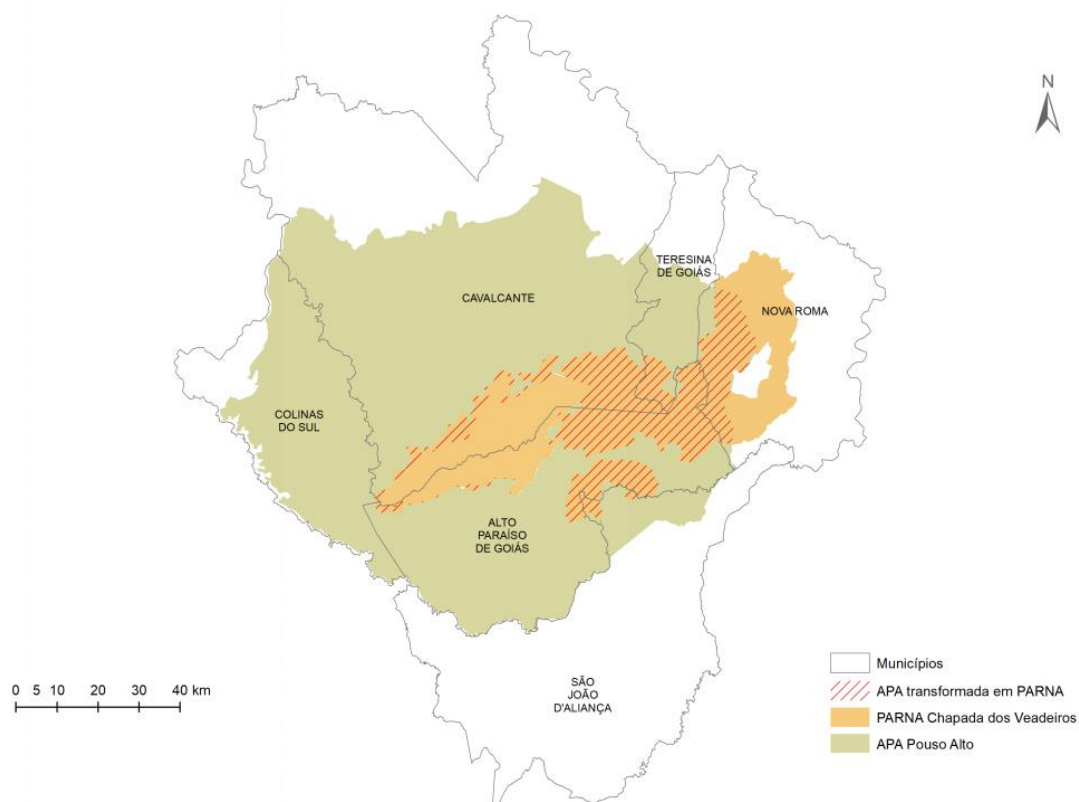 N
TERESINA
DE GOIÁS
CAVALCANTE
NOVA ROMA
COLINAS
DO SUL
ALTO
PARAÍSO
DE GOIÁS
SÃO
JOÃO
D'ALIANÇA
0 5 10 20 30 40 km
Municípios
APA transformada em PARNA
PARNA Chapada dos Veadeiros
APA Pouso Alto